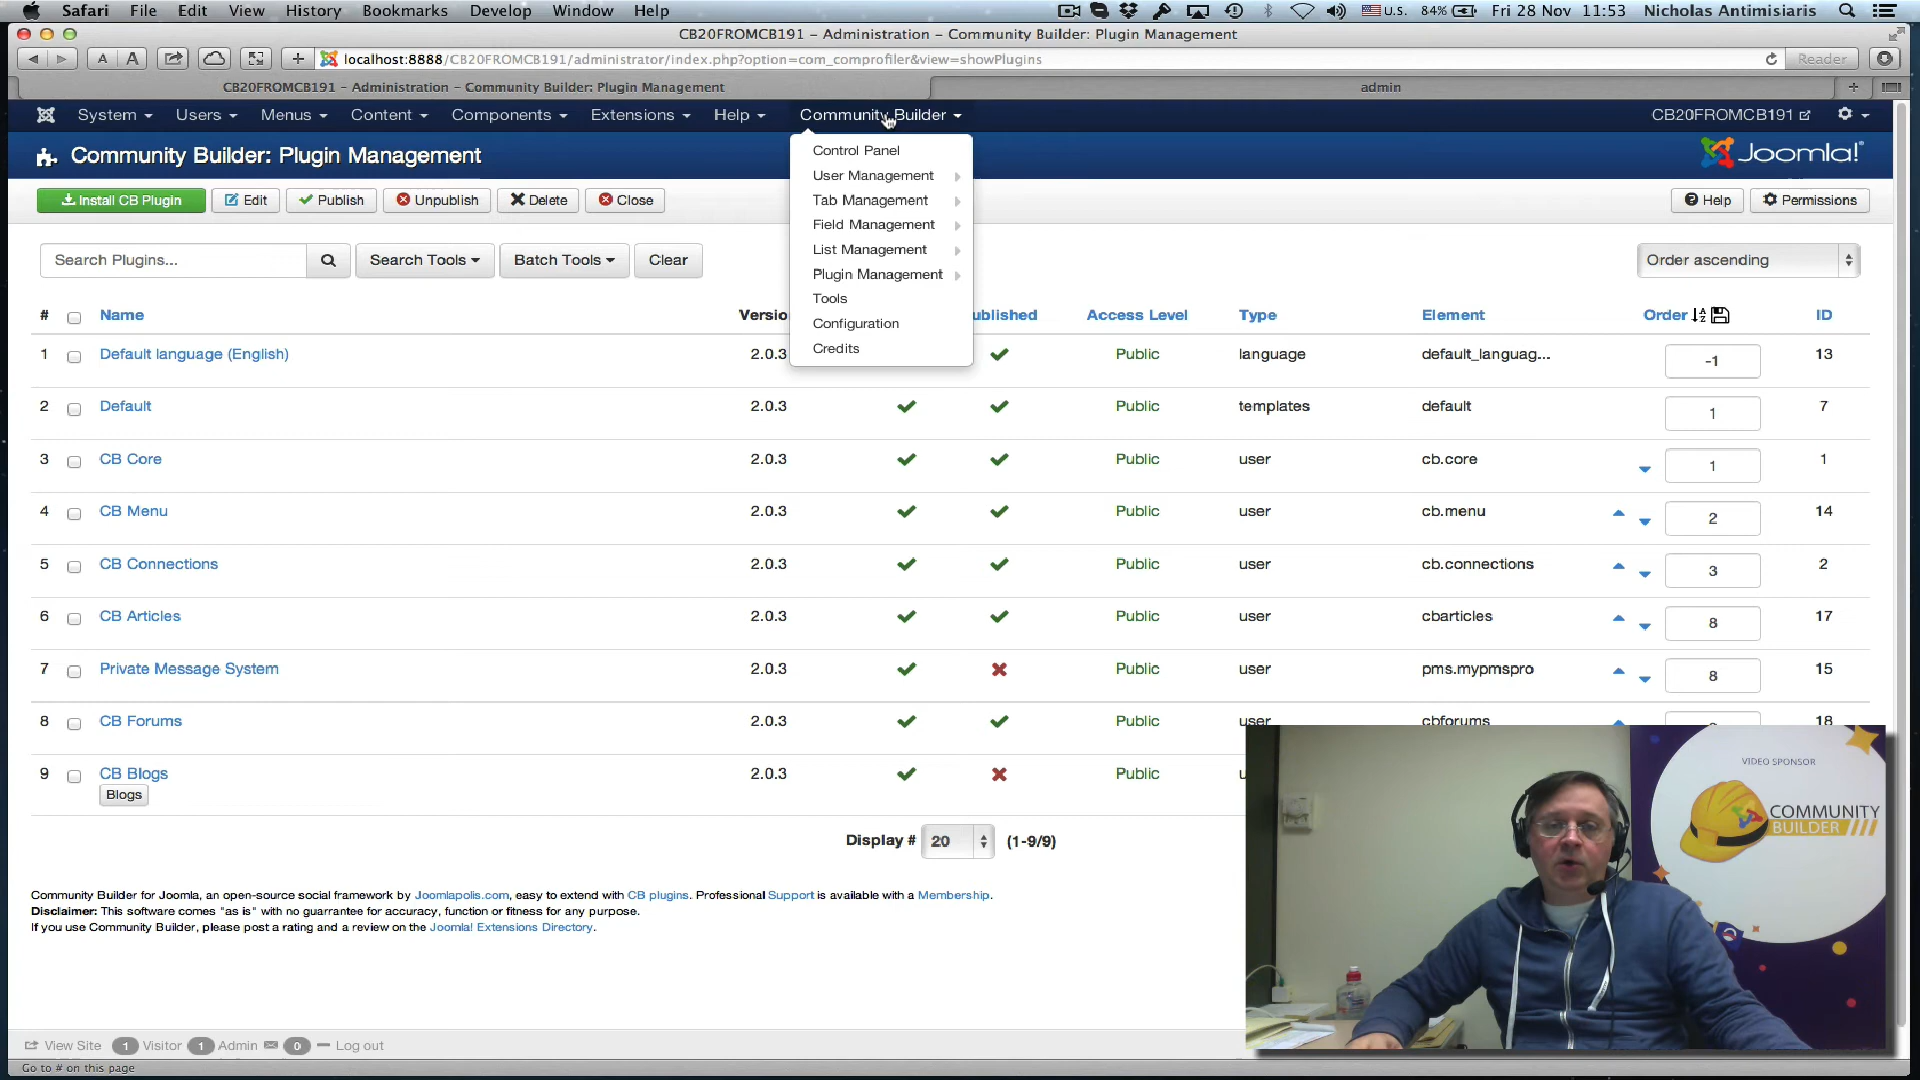 Safari File Edit View History Bookmarks Develop Window Help U.S. 84% Fri 28 Nov 11:53 Nicholas Antimisiaris
CB20FROMCB191 – Administration – Community Builder: Plugin Management
A A localhost:8888/CB20FROMCB191/administrator/index.php?option=com_comprofiler&view=showPlugins Reader
CB20FROMCB191 – Administration – Community Builder: Plugin Management admin
System Users Menus Content Components Extensions Help Community Builder CB20FROMCB191
Community Builder: Plugin Management Joomla!
Install CB Plugin Edit Publish Unpublish Delete Close Help Permissions
Control Panel
User Management
Tab Management
Field Management
List Management
Plugin Management
Tools
Configuration
Credits
Search Plugins... Search Tools Batch Tools Clear Order ascending
# Name Versio ublished Access Level Type Element Order ID
1 Default language (English) 2.0.3 Public language default_languag... -1 13
2 Default 2.0.3 Public templates default 1 7
3 CB Core 2.0.3 Public user cb.core 1 1
4 CB Menu 2.0.3 Public user cb.menu 2 14
5 CB Connections 2.0.3 Public user cb.connections 3 2
6 CB Articles 2.0.3 Public user cbarticles 8 17
7 Private Message System 2.0.3 Public user pms.mypmspro 8 15
8 CB Forums 2.0.3 Public user cbforums 18
9 CB Blogs 2.0.3 Public
Blogs
VIDEO SPONSOR
COMMUNITY
BUILDER
Display # 20 (1-9/9)
Community Builder for Joomla, an open-source social framework by Joomlapolis.com, easy to extend with CB plugins. Professional Support is available with a Membership.
Disclaimer: This software comes "as is" with no guarrantee for accuracy, function or fitness for any purpose.
If you use Community Builder, please post a rating and a review on the Joomla! Extensions Directory.
View Site 1 Visitor 1 Admin 0 Log out
Go to # on this page